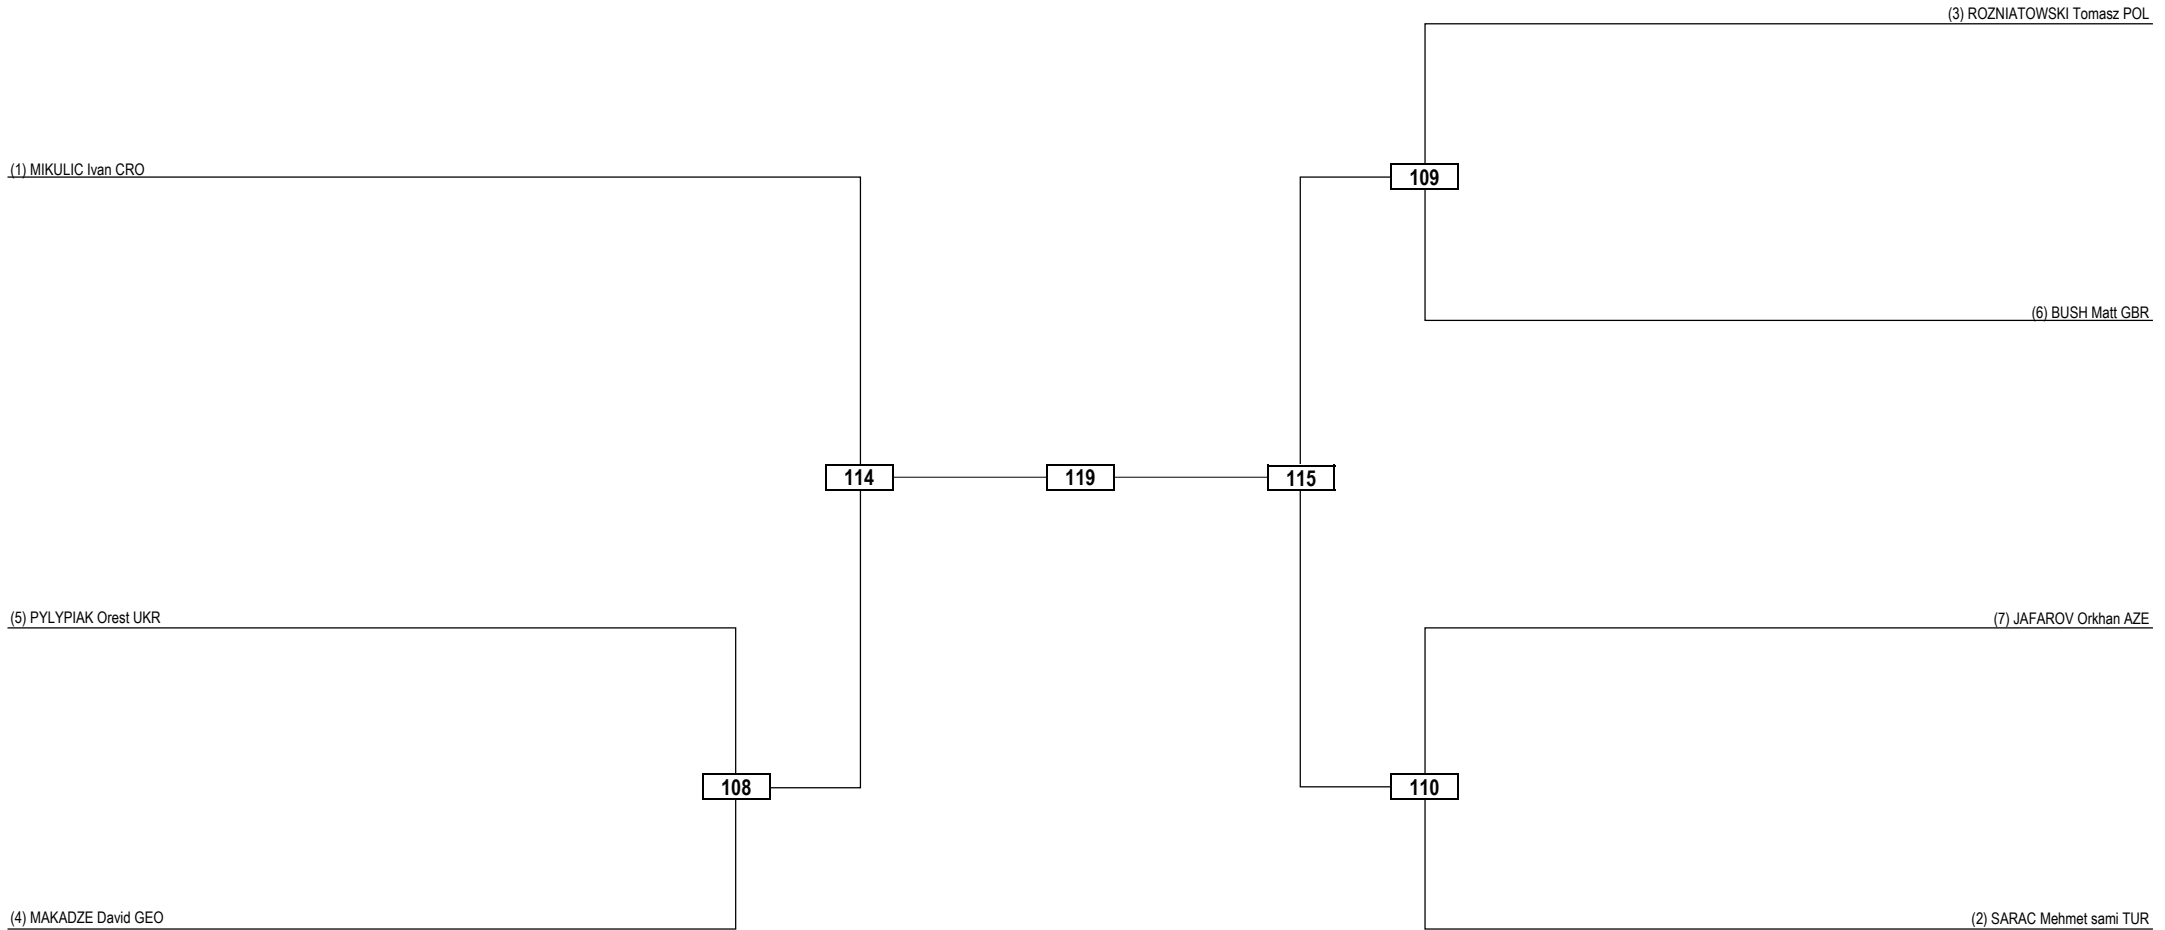 (3) ROZNIATOWSKI Tomasz POL
(1) MIKULIC Ivan CRO
109
(6) BUSH Matt GBR
114
119
115
(5) PYLYPIAK Orest UKR
(7) JAFAROV Orkhan AZE
108
110
(4) MAKADZE David GEO
(2) SARAC Mehmet sami TUR